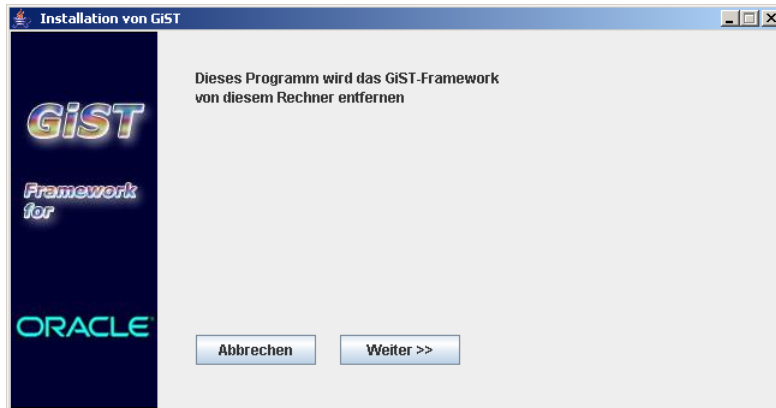 Installation von GiST
Dieses Programm wird das GiST-Framework
von diesem Rechner entfernen
GiST
Framework
for
ORACLE
Abbrechen
Weiter >>